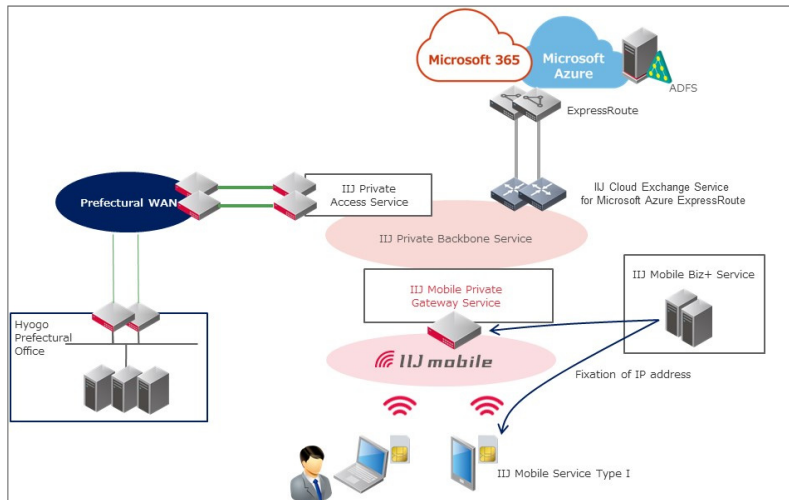 Microsoft 365
Microsoft
Azure
ADFS
ExpressRoute
IIJ Private
Access Service
Prefectural WAN
IIJ Cloud Exchange Service
for Microsoft Azure ExpressRoute
IIJ Private Backbone Service
IIJ Mobile Private
Gateway Service
IIJ Mobile Biz+ Service
Hyogo
Prefectural
Office
IIJ mobile
Fixation of IP address
IIJ Mobile Service Type I